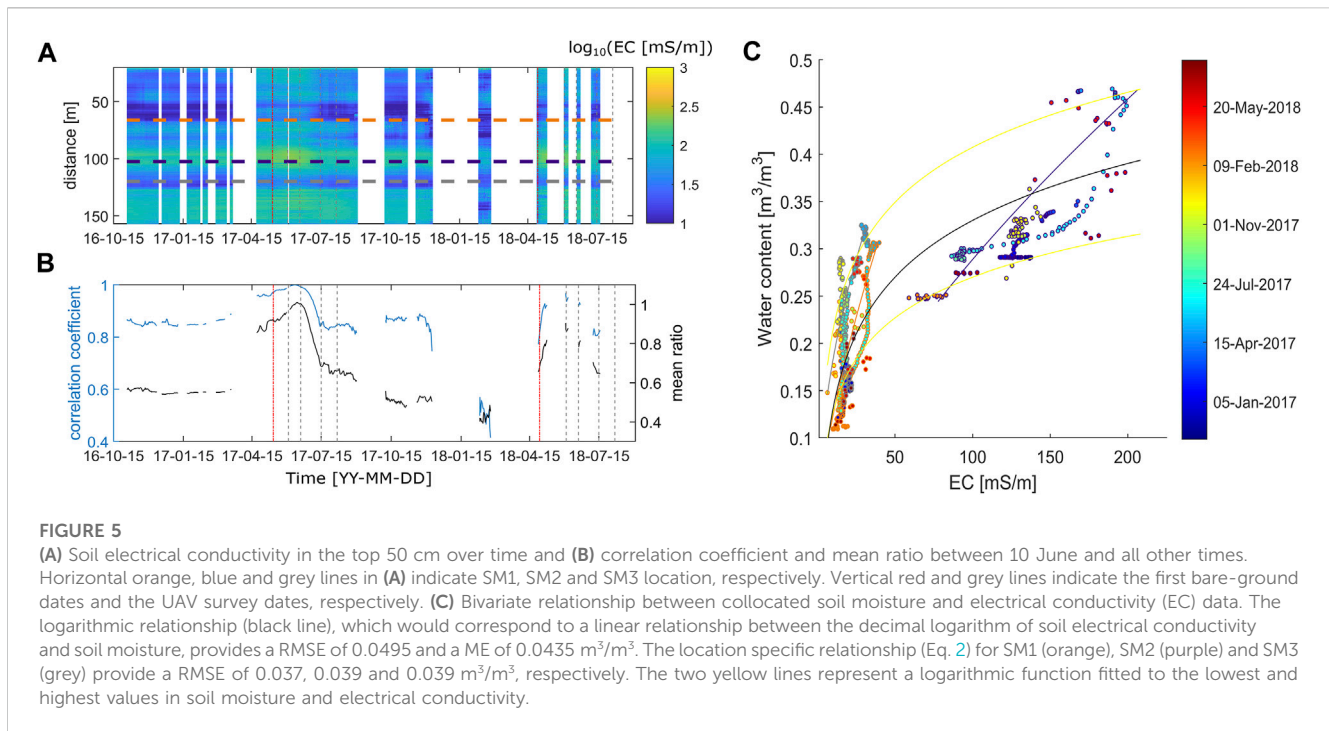 A
log10(EC [mS/m])
3
2.5
2
1.5
1
distance [m]
50
100
150
16-10-15 17-01-15 17-04-15 17-07-15 17-10-15 18-01-15 18-04-15 18-07-15
B
correlation coefficient
1
0.8
0.6
0.4
mean ratio
1
0.8
0.6
0.4
16-10-15 17-01-15 17-04-15 17-07-15 17-10-15 18-01-15 18-04-15 18-07-15
Time [YY-MM-DD]
C
Water content [m³/m³]
0.5
0.45
0.4
0.35
0.3
0.25
0.2
0.15
0.1
50 100 150 200
EC [mS/m]
20-May-2018
09-Feb-2018
01-Nov-2017
24-Jul-2017
15-Apr-2017
05-Jan-2017
FIGURE 5
(A) Soil electrical conductivity in the top 50 cm over time and (B) correlation coefficient and mean ratio between 10 June and all other times.
Horizontal orange, blue and grey lines in (A) indicate SM1, SM2 and SM3 location, respectively. Vertical red and grey lines indicate the first bare-ground
dates and the UAV survey dates, respectively. (C) Bivariate relationship between collocated soil moisture and electrical conductivity (EC) data. The
logarithmic relationship (black line), which would correspond to a linear relationship between the decimal logarithm of soil electrical conductivity
and soil moisture, provides a RMSE of 0.0495 and a ME of 0.0435 m³/m³. The location specific relationship (Eq. 2) for SM1 (orange), SM2 (purple) and SM3
(grey) provide a RMSE of 0.037, 0.039 and 0.039 m³/m³, respectively. The two yellow lines represent a logarithmic function fitted to the lowest and
highest values in soil moisture and electrical conductivity.